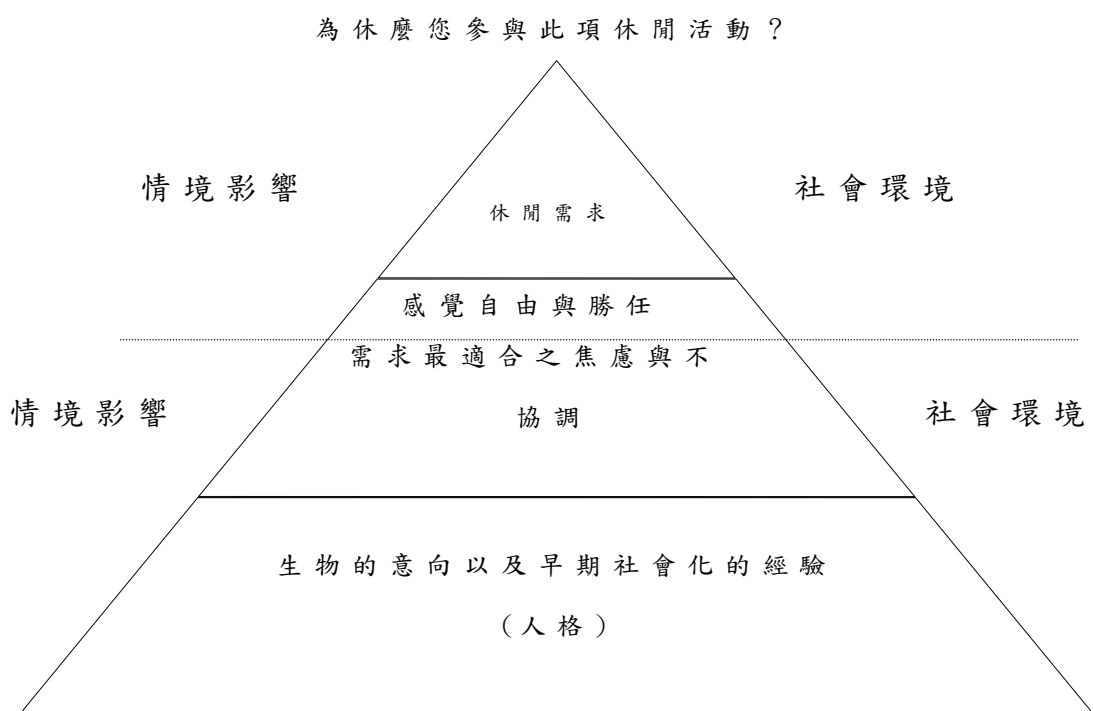 為休麼您參與此項休閒活動？
情境影響
社會環境
休閒需求
感覺自由與勝任
需求最適合之焦慮與不
協調
情境影響
社會環境
生物的意向以及早期社會化的經驗
（人格）